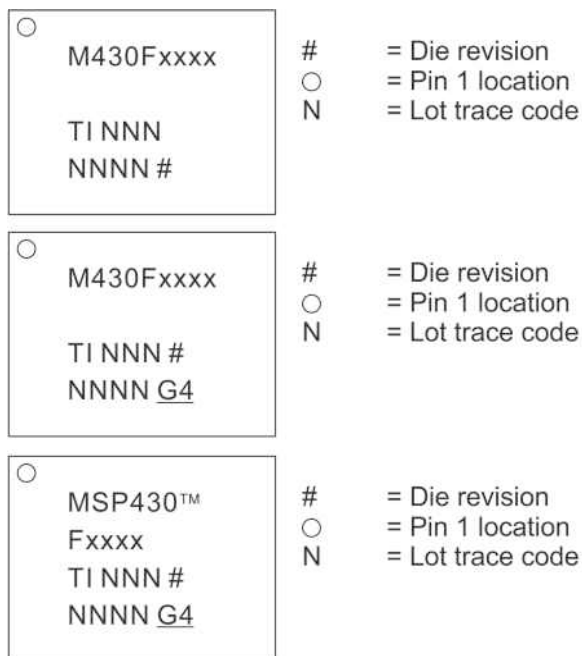 M430Fxxxx
TI NNN
NNNN #
# = Die revision
○ = Pin 1 location
N = Lot trace code
M430Fxxxx
TI NNN #
NNNN G4
# = Die revision
○ = Pin 1 location
N = Lot trace code
MSP430™
Fxxxx
TI NNN #
NNNN G4
# = Die revision
○ = Pin 1 location
N = Lot trace code